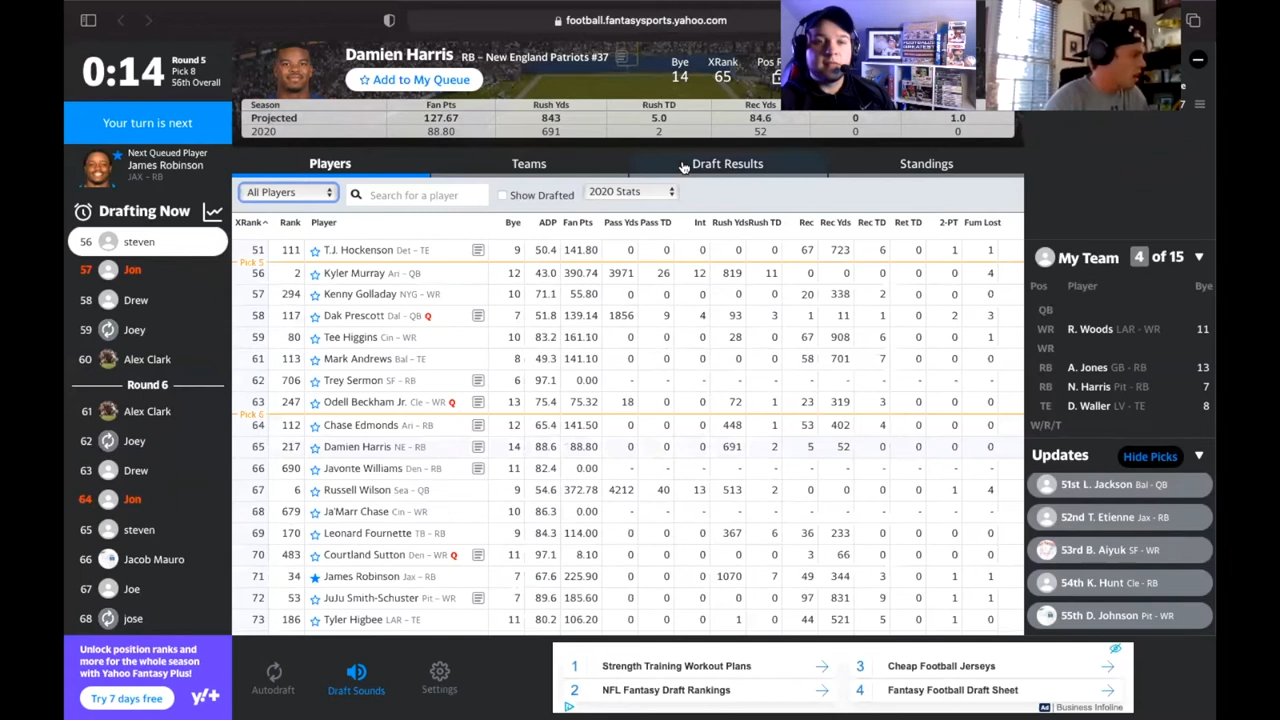 football.fantasysports.yahoo.com
0:14
Round 5
Pick 8
56th Overall
Damien Harris RB - New England Patriots #37
Add to My Queue
Bye
14
XRank
65
Season Fan Pts Rush Yds Rush TD Rec Yds
Projected 127.67 843 5.0 84.6 0 1.0
2020 88.80 691 2 52 0 0
Your turn is next
Next Queued Player
James Robinson
JAX - RB
Drafting Now
56 steven
57 Jon
58 Drew
59 Joey
60 Alex Clark
Round 6
61 Alex Clark
62 Joey
63 Drew
64 Jon
65 steven
66 Jacob Mauro
67 Joe
68 jose
Unlock position ranks
and more for the whole season
with Yahoo Fantasy Plus!
Try 7 days free
y!+
Players Teams Draft Results Standings
All Players Search for a player Show Drafted 2020 Stats
XRank Rank Player Bye ADP Fan Pts Pass Yds Pass TD Int Rush Yds Rush TD Rec Rec Yds Rec TD Ret TD 2-PT Fum Lost
51 111 T.J. Hockenson Det - TE 9 50.4 141.80 0 0 0 0 0 67 723 6 0 1 1
Pick 5
56 2 Kyler Murray Ari - QB 12 43.0 390.74 3971 26 12 819 11 0 0 0 0 0 4
57 294 Kenny Golladay NYG - WR 10 71.1 55.80 0 0 0 0 0 20 338 2 0 0 0
58 117 Dak Prescott Dal - QB Q 7 51.8 139.14 1856 9 4 93 3 1 11 1 0 2 3
59 80 Tee Higgins Cin - WR 10 83.2 161.10 0 0 0 28 0 67 908 6 0 0 1
61 113 Mark Andrews Bal - TE 8 49.3 141.10 0 0 0 0 0 58 701 7 0 0 0
62 706 Trey Sermon SF - RB 6 97.1 0.00 - - - - - - - - - - -
63 247 Odell Beckham Jr. Cle - WR Q 13 75.4 75.32 18 0 0 72 1 23 319 3 0 0 0
Pick 6
64 112 Chase Edmonds Ari - RB 12 65.4 141.50 0 0 0 448 1 53 402 4 0 0 0
65 217 Damien Harris NE - RB 14 88.6 88.80 0 0 0 691 2 5 52 0 0 0 0
66 690 Javonte Williams Den - RB 11 82.4 0.00 - - - - - - - - - - -
67 6 Russell Wilson Sea - QB 9 54.6 372.78 4212 40 13 513 2 0 0 0 0 1 4
68 679 Ja'Marr Chase Cin - WR 10 86.3 0.00 - - - - - - - - - - -
69 170 Leonard Fournette TB - RB 9 84.3 114.00 0 0 0 367 6 36 233 0 0 0 0
70 483 Courtland Sutton Den - WR Q 11 97.1 8.10 0 0 0 0 0 3 66 0 0 0 0
71 34 James Robinson Jax - RB 7 67.6 225.90 0 0 0 1070 7 49 344 3 0 1 1
72 53 JuJu Smith-Schuster Pit - WR 7 89.6 185.60 0 0 0 0 0 97 831 9 0 1 1
73 186 Tyler Higbee LAR - TE 11 80.2 106.20 0 0 0 1 0 44 521 5 0 1 0
My Team 4 of 15
Pos Player Bye
QB
WR R. Woods LAR - WR 11
WR
RB A. Jones GB - RB 13
RB N. Harris Pit - RB 7
TE D. Waller LV - TE 8
W/R/T
Updates Hide Picks
51st L. Jackson Bal - QB
52nd T. Etienne Jax - RB
53rd B. Aiyuk SF - WR
54th K. Hunt Cle - RB
55th D. Johnson Pit - WR
Autodraft Draft Sounds Settings
1 Strength Training Workout Plans
2 NFL Fantasy Draft Rankings
3 Cheap Football Jerseys
4 Fantasy Football Draft Sheet
Ad | Business Infoline